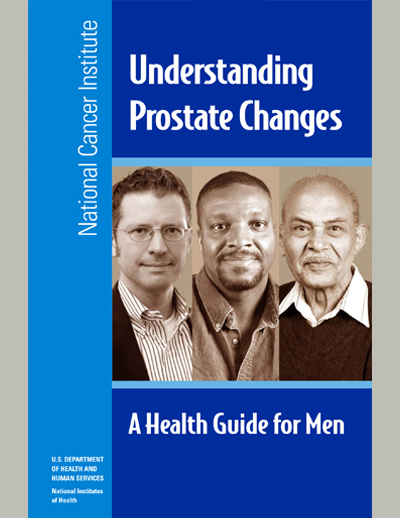 National Cancer Institute
Understanding
Prostate Changes
A Health Guide for Men
U.S. DEPARTMENT
OF HEALTH AND
HUMAN SERVICES
National Institutes
of Health